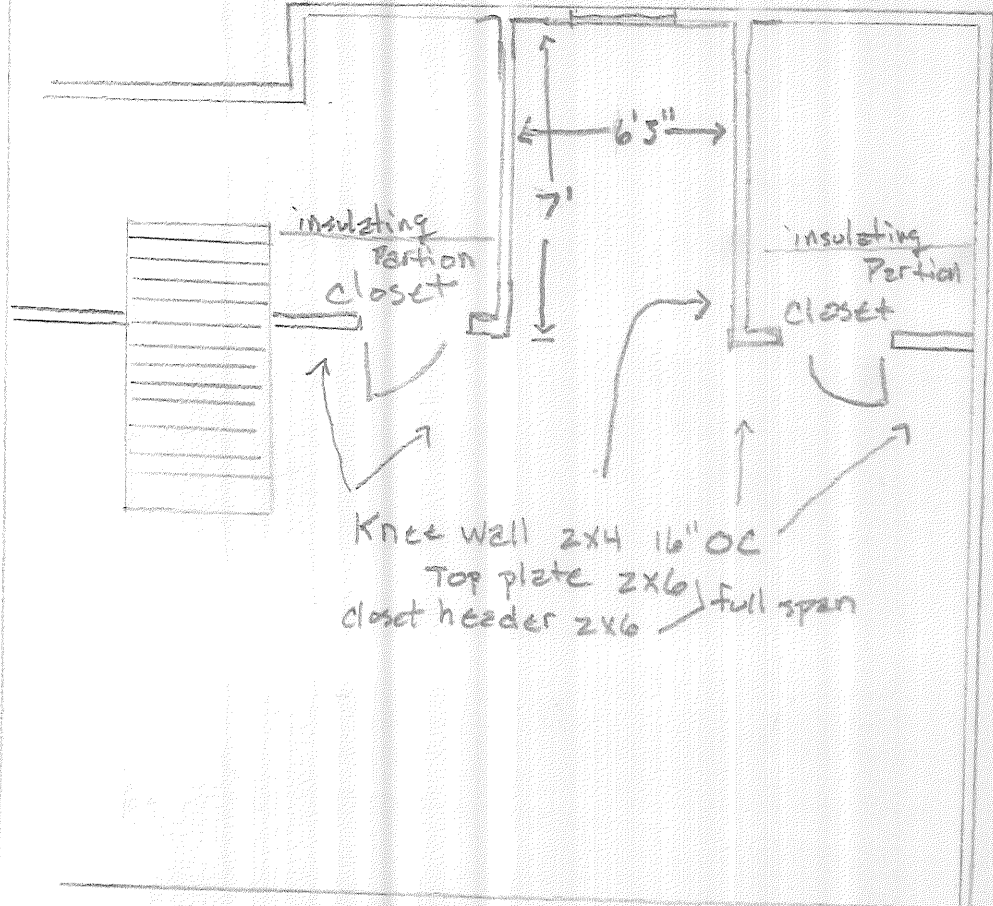 6'5"
7'
insulating
Partion
closet
insulating
Partion
closet
Knee wall 2x4 16" OC
Top plate 2x6
closet header 2x6
full span